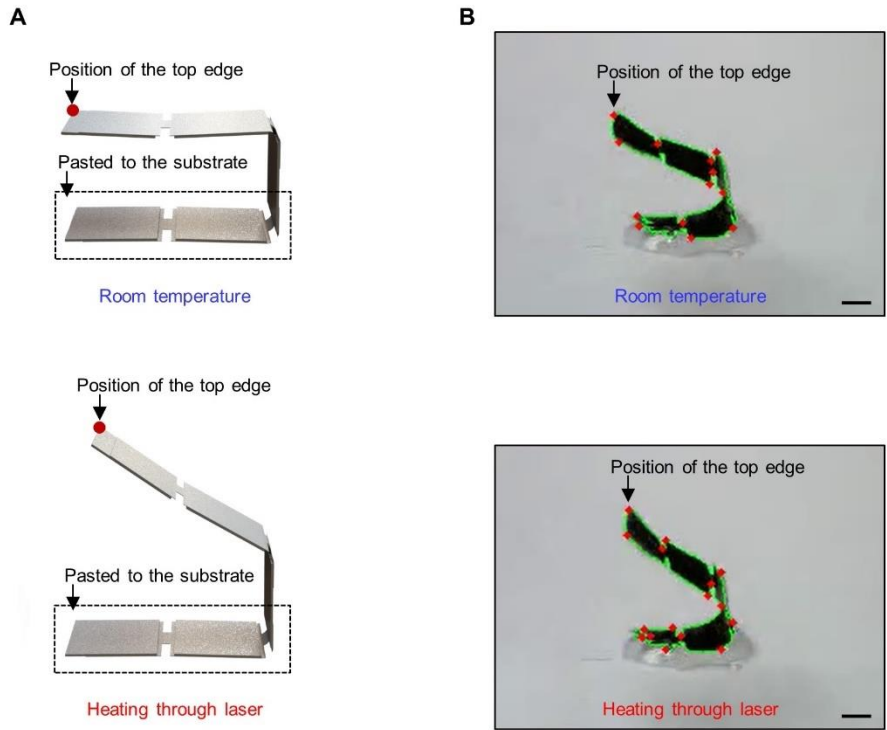 A
Position of the top edge
Pasted to the substrate
Room temperature
Position of the top edge
Pasted to the substrate
Heating through laser
B
Position of the top edge
Room temperature
Position of the top edge
Heating through laser